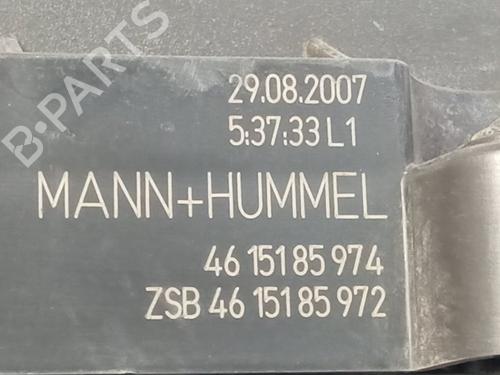 B-PARTS
29.08.2007
5:37:33 L1
MANN+HUMMEL
46 151 85 974
ZSB 46 151 85 972